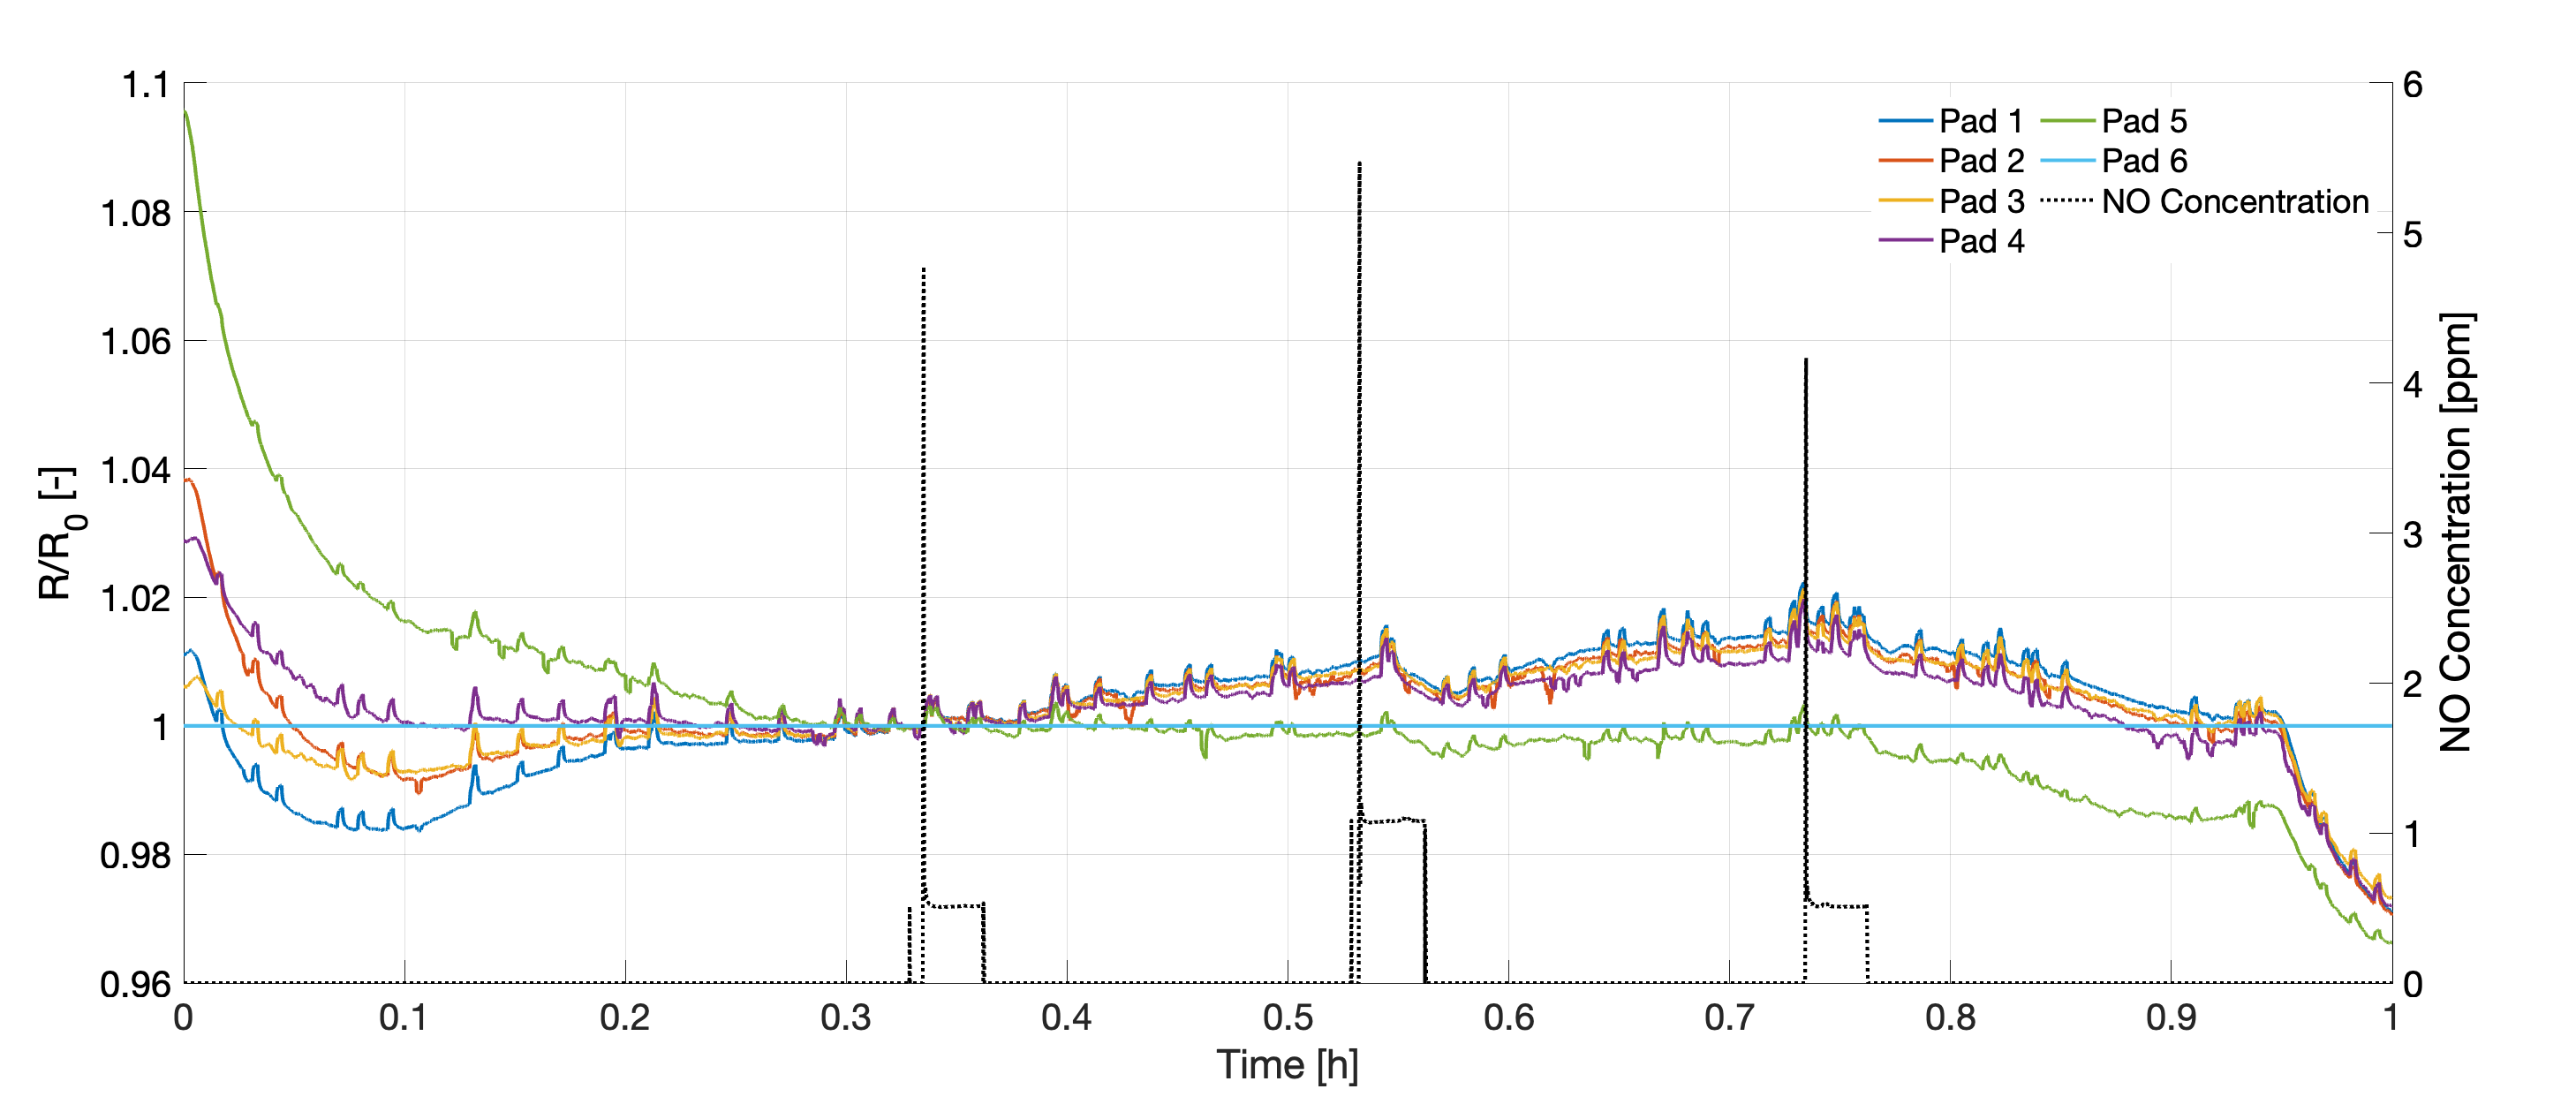 1.1
1.08
1.06
1.04
1.02
1
0.98
0.96
R/R0 [-]
0
0.1
0.2
0.3
0.4
0.5
0.6
0.7
0.8
0.9
1
Time [h]
6
5
4
3
2
1
0
NO Concentration [ppm]
Pad 1
Pad 2
Pad 3
Pad 4
Pad 5
Pad 6
NO Concentration